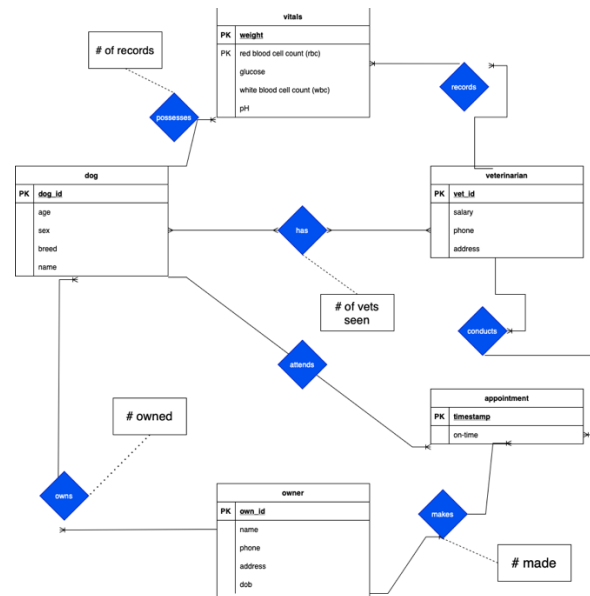 vitals
PK weight
PK red blood cell count (rbc)
glucose
white blood cell count (wbc)
pH
# of records
possesses
records
dog
PK dog_id
age
sex
breed
name
veterinarian
PK vet_id
salary
phone
address
has
# of vets
seen
conducts
attends
appointment
PK timestamp
on-time
# owned
owns
owner
PK own_id
name
phone
address
dob
makes
# made